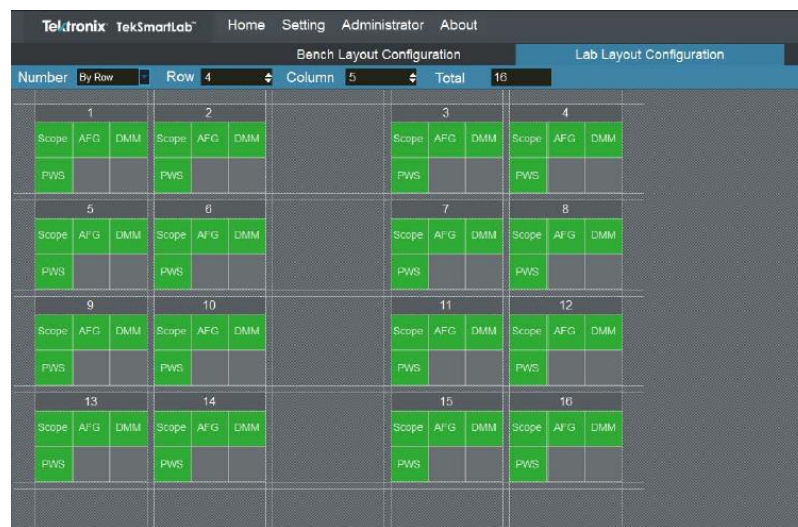 Tektronix TekSmartLab™ Home Setting Administrator About
Bench Layout Configuration Lab Layout Configuration
Number By Row Row 4 Column 5 Total 16
1 2 3 4
Scope AFG DMM Scope AFG DMM Scope AFG DMM Scope AFG DMM
PWS PWS PWS PWS
5 6 7 8
Scope AFG DMM Scope AFG DMM Scope AFG DMM Scope AFG DMM
PWS PWS PWS PWS
9 10 11 12
Scope AFG DMM Scope AFG DMM Scope AFG DMM Scope AFG DMM
PWS PWS PWS PWS
13 14 15 16
Scope AFG DMM Scope AFG DMM Scope AFG DMM Scope AFG DMM
PWS PWS PWS PWS